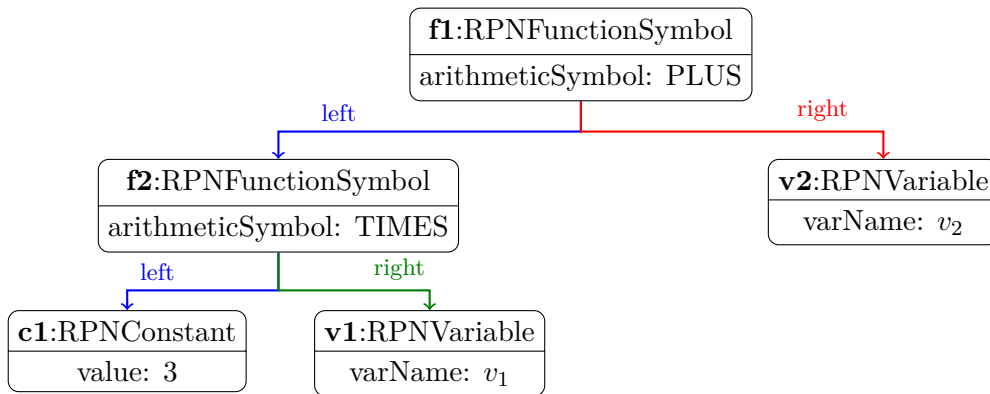 f1:RPNFunctionSymbol
arithmeticSymbol: PLUS
left
right
f2:RPNFunctionSymbol
arithmeticSymbol: TIMES
v2:RPNVariable
varName: v₂
left
right
c1:RPNConstant
value: 3
v1:RPNVariable
varName: v₁